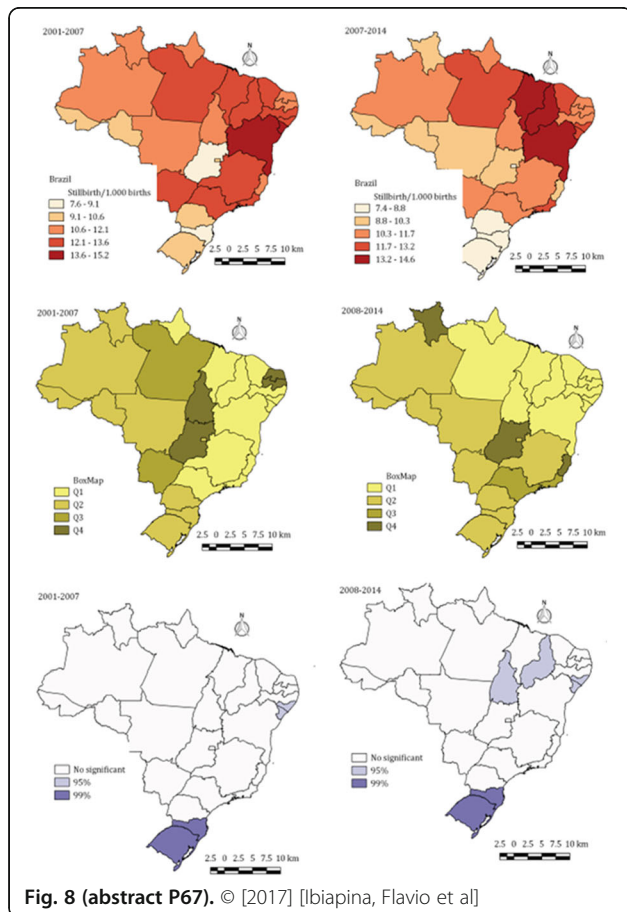 2001-2007
N
Brazil
Stillbirth/1.000 births
7.6 - 9.1
9.1 - 10.6
10.6 - 12.1
12.1 - 13.6
13.6 - 15.2
2.5 0 2.5 5 7.5 10 km
2007-2014
N
Brazil
Stillbirth/1.000 births
7.4 - 8.8
8.8 - 10.3
10.3 - 11.7
11.7 - 13.2
13.2 - 14.6
2.5 0 2.5 5 7.5 10 km
2001-2007
N
BoxMap
Q1
Q2
Q3
Q4
2.5 0 2.5 5 7.5 10 km
2008-2014
N
BoxMap
Q1
Q2
Q3
Q4
2.5 0 2.5 5 7.5 10 km
2001-2007
N
No significant
95%
99%
2.5 0 2.5 5 7.5 10 km
2008-2014
N
No significant
95%
99%
2.5 0 2.5 5 7.5 10 km
Fig. 8 (abstract P67). © [2017] [Ibiapina, Flavio et al]